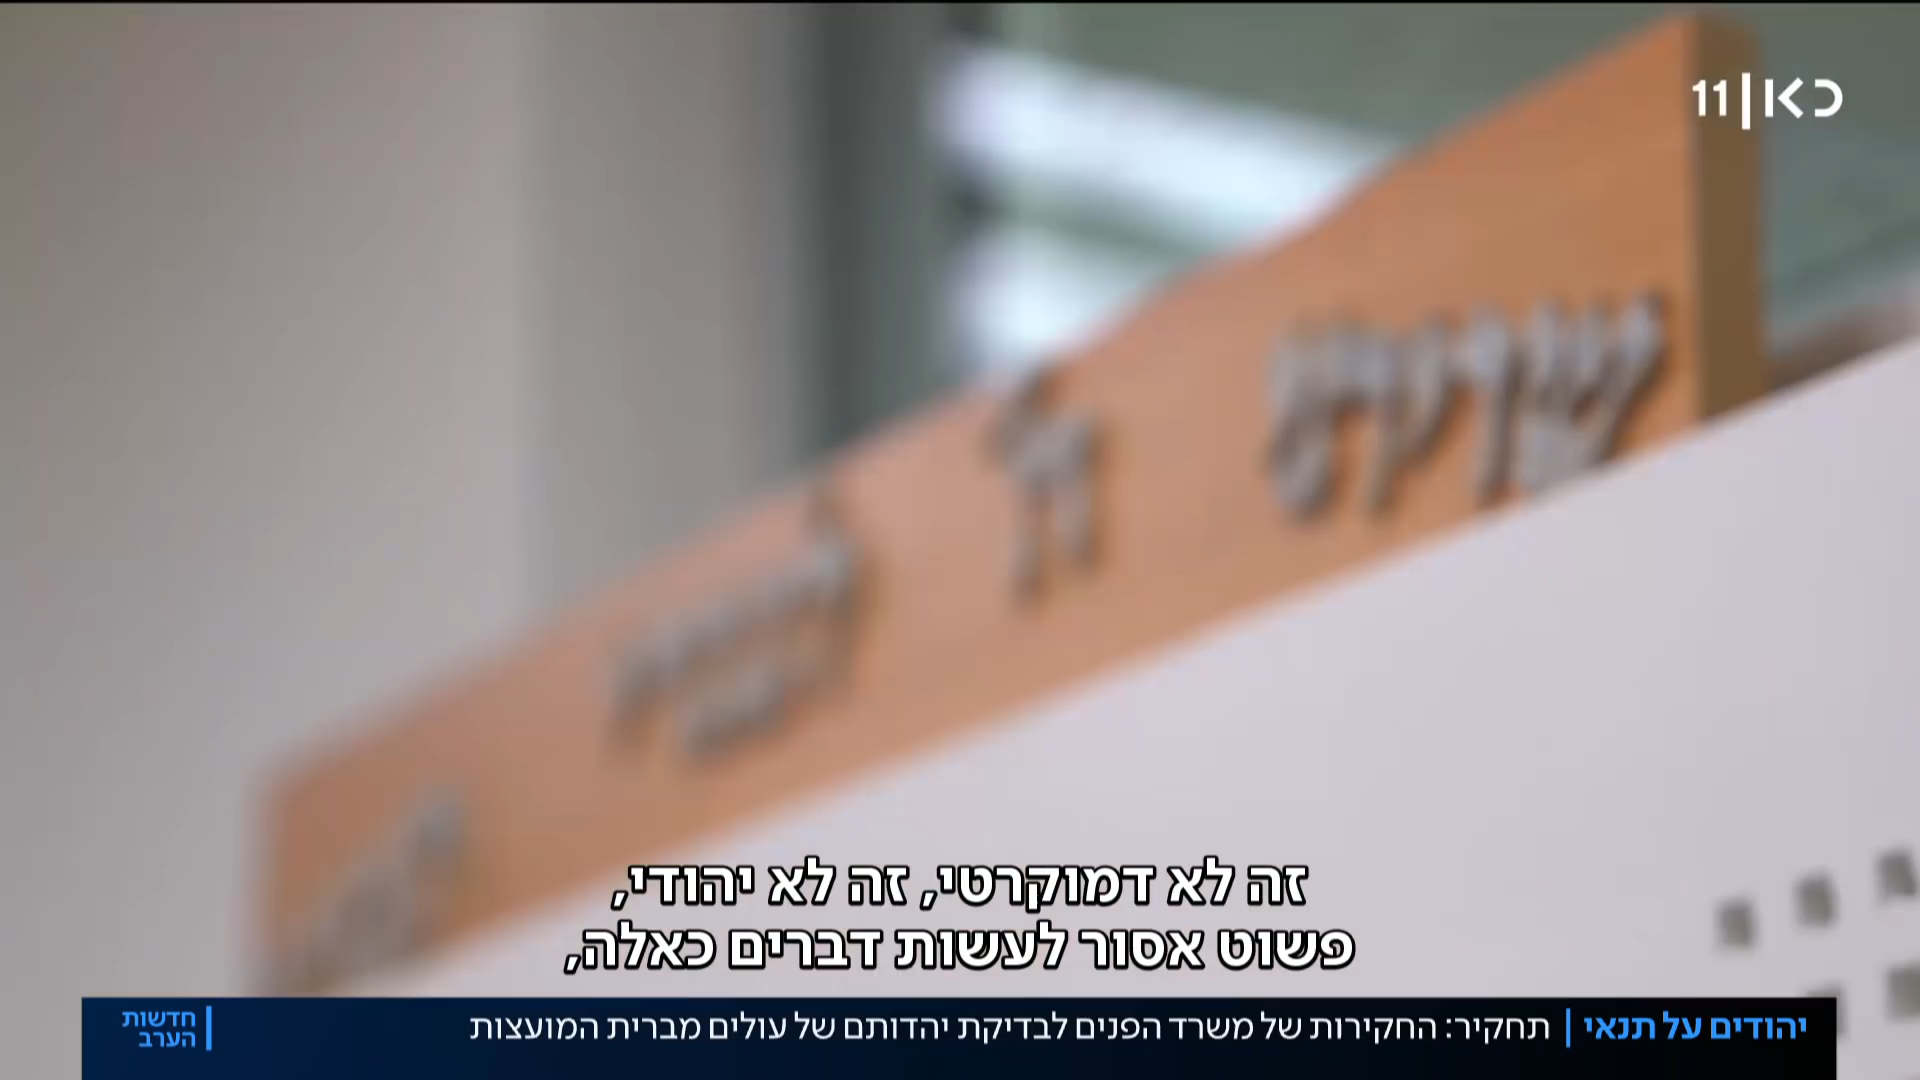 כאן|11
זה לא דמוקרטי, זה לא יהודי,
פשוט אסור לעשות דברים כאלה,
יהודים על תנאי | תחקיר: החקירות של משרד הפנים לבדיקת יהדותם של עולים מברית המועצות
חדשות
הערב